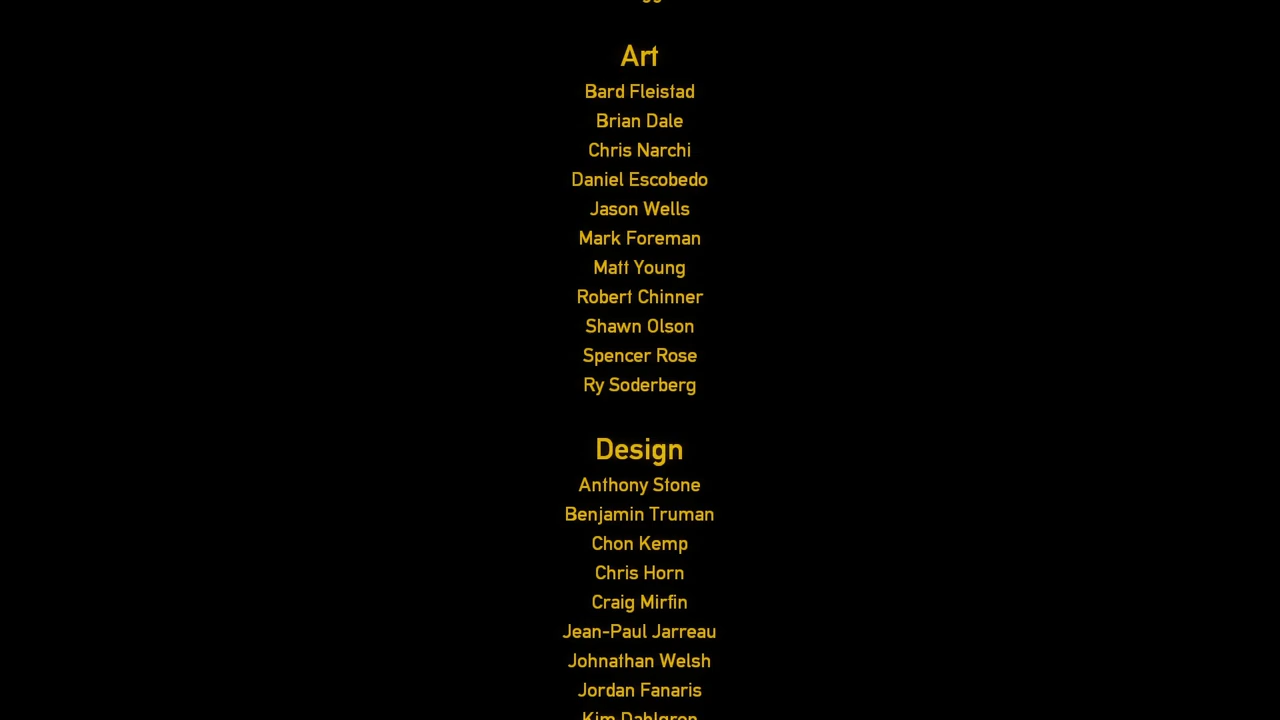 Art
Bard Fleistad
Brian Dale
Chris Narchi
Daniel Escobedo
Jason Wells
Mark Foreman
Matt Young
Robert Chinner
Shawn Olson
Spencer Rose
Ry Soderberg
Design
Anthony Stone
Benjamin Truman
Chon Kemp
Chris Horn
Craig Mirfin
Jean-Paul Jarreau
Johnathan Welsh
Jordan Fanaris
Kim Dahlgren